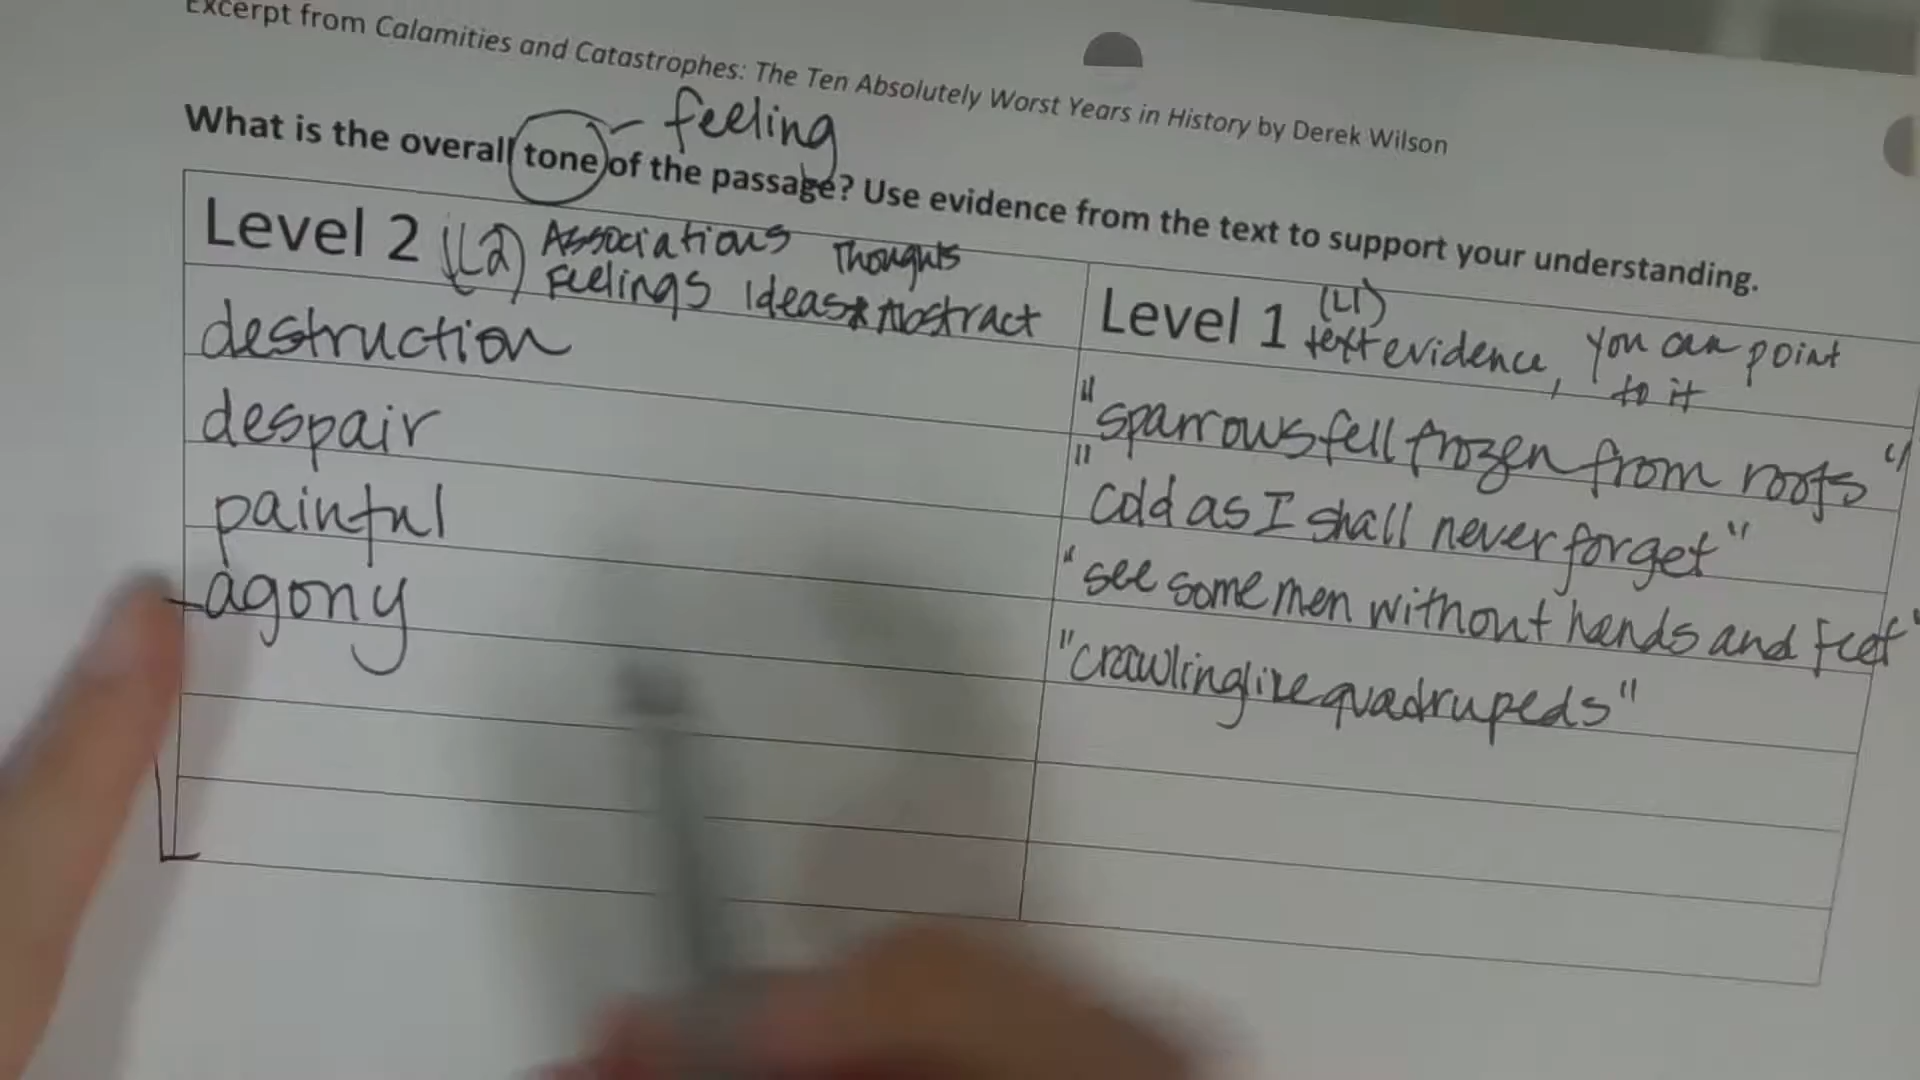 Excerpt from Calamities and Catastrophes: The Ten Absolutely Worst Years in History by Derek Wilson
feeling
What is the overall tone of the passage? Use evidence from the text to support your understanding.
Level 2 (L2) Associations Thoughts
Feelings Ideas * Abstract
Level 1 (L1)
text evidence, you can point
to it
destruction
despair
painful
agony
"sparrows fell frozen from roofs"
"cold as I shall never forget"
"see some men without hands and feet"
"crawling like quadrupeds"